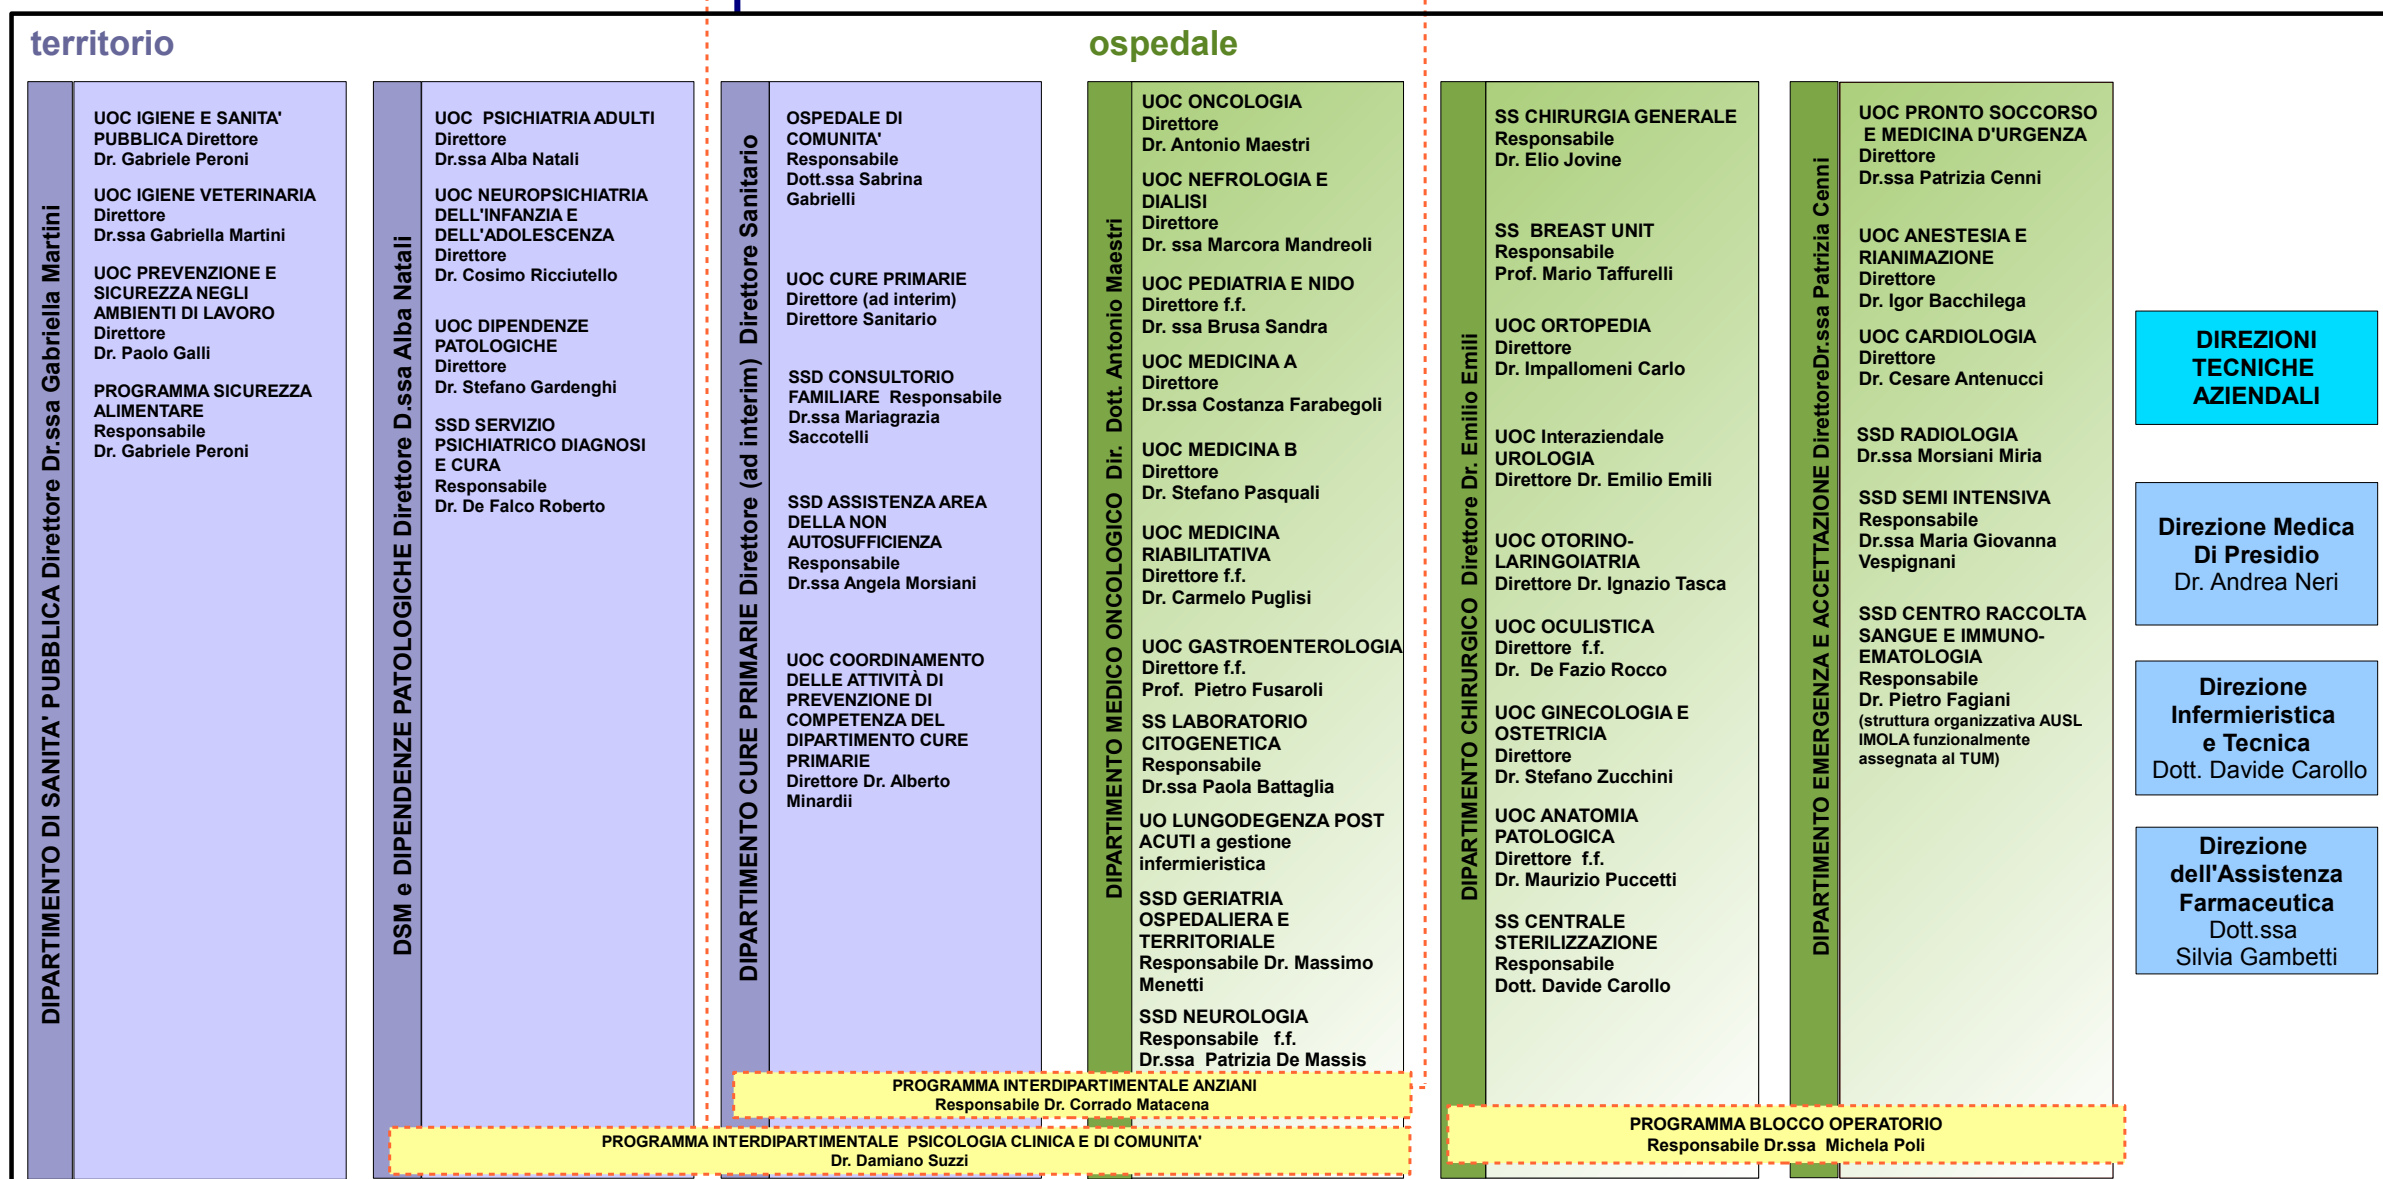 territorio
ospedale
DIPARTIMENTO DI SANITA' PUBBLICA Direttore Dr.ssa Gabriella Martini
UOC IGIENE E SANITA'
PUBBLICA Direttore
Dr. Gabriele Peroni
UOC IGIENE VETERINARIA
Direttore
Dr.ssa Gabriella Martini
UOC PREVENZIONE E
SICUREZZA NEGLI
AMBIENTI DI LAVORO
Direttore
Dr. Paolo Galli
PROGRAMMA SICUREZZA
ALIMENTARE
Responsabile
Dr. Gabriele Peroni
DSM e DIPENDENZE PATOLOGICHE Direttore D.ssa Alba Natali
UOC PSICHIATRIA ADULTI
Direttore
Dr.ssa Alba Natali
UOC NEUROPSICHIATRIA
DELL'INFANZIA E
DELL'ADOLESCENZA
Direttore
Dr. Cosimo Ricciutello
UOC DIPENDENZE
PATOLOGICHE
Direttore
Dr. Stefano Gardenghi
SSD SERVIZIO
PSICHIATRICO DIAGNOSI
E CURA
Responsabile
Dr. De Falco Roberto
DIPARTIMENTO CURE PRIMARIE Direttore (ad interim) Direttore Sanitario
OSPEDALE DI
COMUNITA'
Responsabile
Dott.ssa Sabrina
Gabrielli
UOC CURE PRIMARIE
Direttore (ad interim)
Direttore Sanitario
SSD CONSULTORIO
FAMILIARE Responsabile
Dr.ssa Mariagrazia
Saccotelli
SSD ASSISTENZA AREA
DELLA NON
AUTOSUFFICIENZA
Responsabile
Dr.ssa Angela Morsiani
UOC COORDINAMENTO
DELLE ATTIVITÀ DI
PREVENZIONE DI
COMPETENZA DEL
DIPARTIMENTO CURE
PRIMARIE
Direttore Dr. Alberto
Minardii
DIPARTIMENTO MEDICO ONCOLOGICO Dir. Dott. Antonio Maestri
UOC ONCOLOGIA
Direttore
Dr. Antonio Maestri
UOC NEFROLOGIA E
DIALISI
Direttore
Dr. ssa Marcora Mandreoli
UOC PEDIATRIA E NIDO
Direttore f.f.
Dr. ssa Brusa Sandra
UOC MEDICINA A
Direttore
Dr.ssa Costanza Farabegoli
UOC MEDICINA B
Direttore
Dr. Stefano Pasquali
UOC MEDICINA
RIABILITATIVA
Direttore f.f.
Dr. Carmelo Puglisi
UOC GASTROENTEROLOGIA
Direttore f.f.
Prof. Pietro Fusaroli
SS LABORATORIO
CITOGENETICA
Responsabile
Dr.ssa Paola Battaglia
UO LUNGODEGENZA POST
ACUTI a gestione
infermieristica
SSD GERIATRIA
OSPEDALIERA E
TERRITORIALE
Responsabile Dr. Massimo
Menetti
SSD NEUROLOGIA
Responsabile f.f.
Dr.ssa Patrizia De Massis
DIPARTIMENTO CHIRURGICO Direttore Dr. Emilio Emili
SS CHIRURGIA GENERALE
Responsabile
Dr. Elio Jovine
SS BREAST UNIT
Responsabile
Prof. Mario Taffurelli
UOC ORTOPEDIA
Direttore
Dr. Impallomeni Carlo
UOC Interaziendale
UROLOGIA
Direttore Dr. Emilio Emili
UOC OTORINO-
LARINGOIATRIA
Direttore Dr. Ignazio Tasca
UOC OCULISTICA
Direttore f.f.
Dr. De Fazio Rocco
UOC GINECOLOGIA E
OSTETRICIA
Direttore
Dr. Stefano Zucchini
UOC ANATOMIA
PATOLOGICA
Direttore f.f.
Dr. Maurizio Puccetti
SS CENTRALE
STERILIZZAZIONE
Responsabile
Dott. Davide Carollo
DIPARTIMENTO EMERGENZA E ACCETTAZIONE DirettoreDr.ssa Patrizia Cenni
UOC PRONTO SOCCORSO
E MEDICINA D'URGENZA
Direttore
Dr.ssa Patrizia Cenni
UOC ANESTESIA E
RIANIMAZIONE
Direttore
Dr. Igor Bacchilega
UOC CARDIOLOGIA
Direttore
Dr. Cesare Antenucci
SSD RADIOLOGIA
Dr.ssa Morsiani Miria
SSD SEMI INTENSIVA
Responsabile
Dr.ssa Maria Giovanna
Vespignani
SSD CENTRO RACCOLTA
SANGUE E IMMUNO-
EMATOLOGIA
Responsabile
Dr. Pietro Fagiani
(struttura organizzativa AUSL
IMOLA funzionalmente
assegnata al TUM)
DIREZIONI
TECNICHE
AZIENDALI
Direzione Medica
Di Presidio
Dr. Andrea Neri
Direzione
Infermieristica
e Tecnica
Dott. Davide Carollo
Direzione
dell'Assistenza
Farmaceutica
Dott.ssa
Silvia Gambetti
PROGRAMMA INTERDIPARTIMENTALE ANZIANI
Responsabile Dr. Corrado Matacena
PROGRAMMA INTERDIPARTIMENTALE PSICOLOGIA CLINICA E DI COMUNITA'
Dr. Damiano Suzzi
PROGRAMMA BLOCCO OPERATORIO
Responsabile Dr.ssa Michela Poli